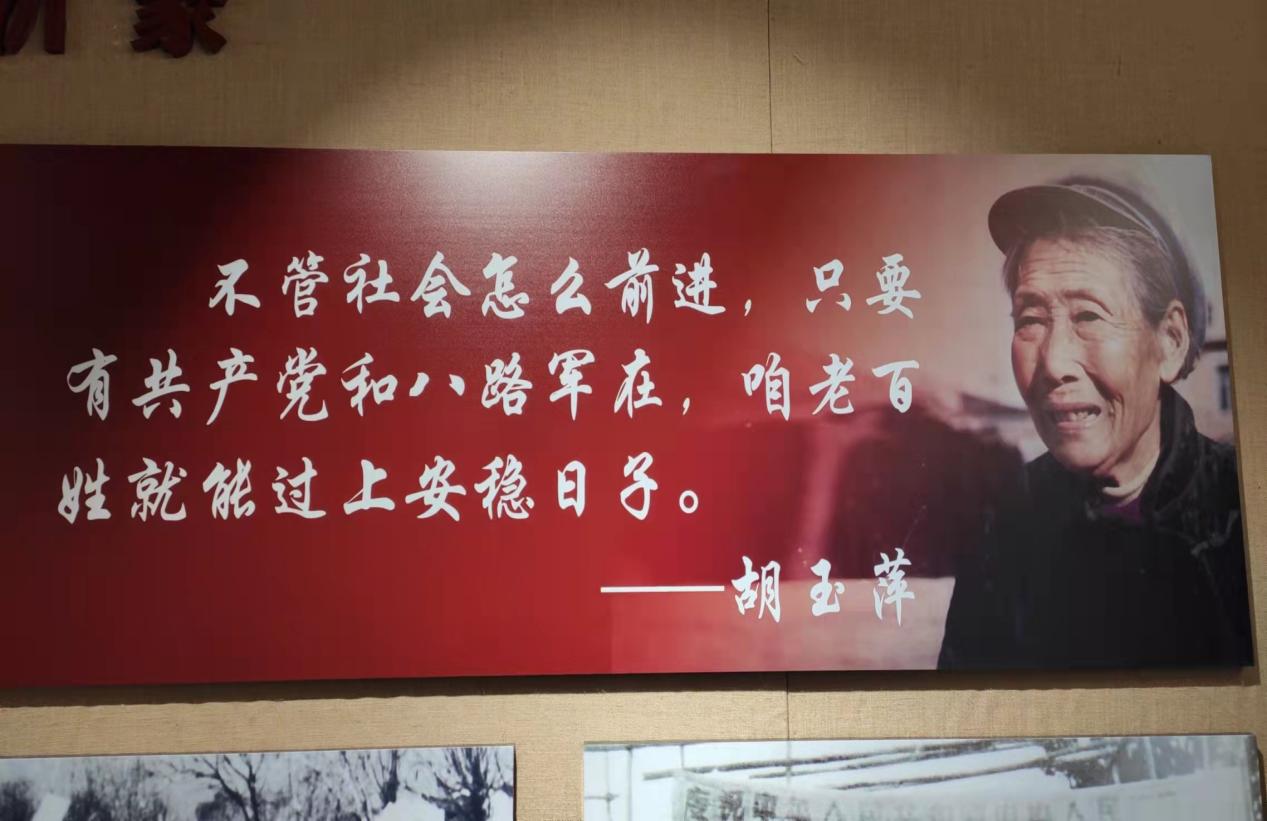 家
不管社会怎么前进，只要
有共产党和八路军在，咱老百
姓就能过上安稳日子。
——胡玉萍